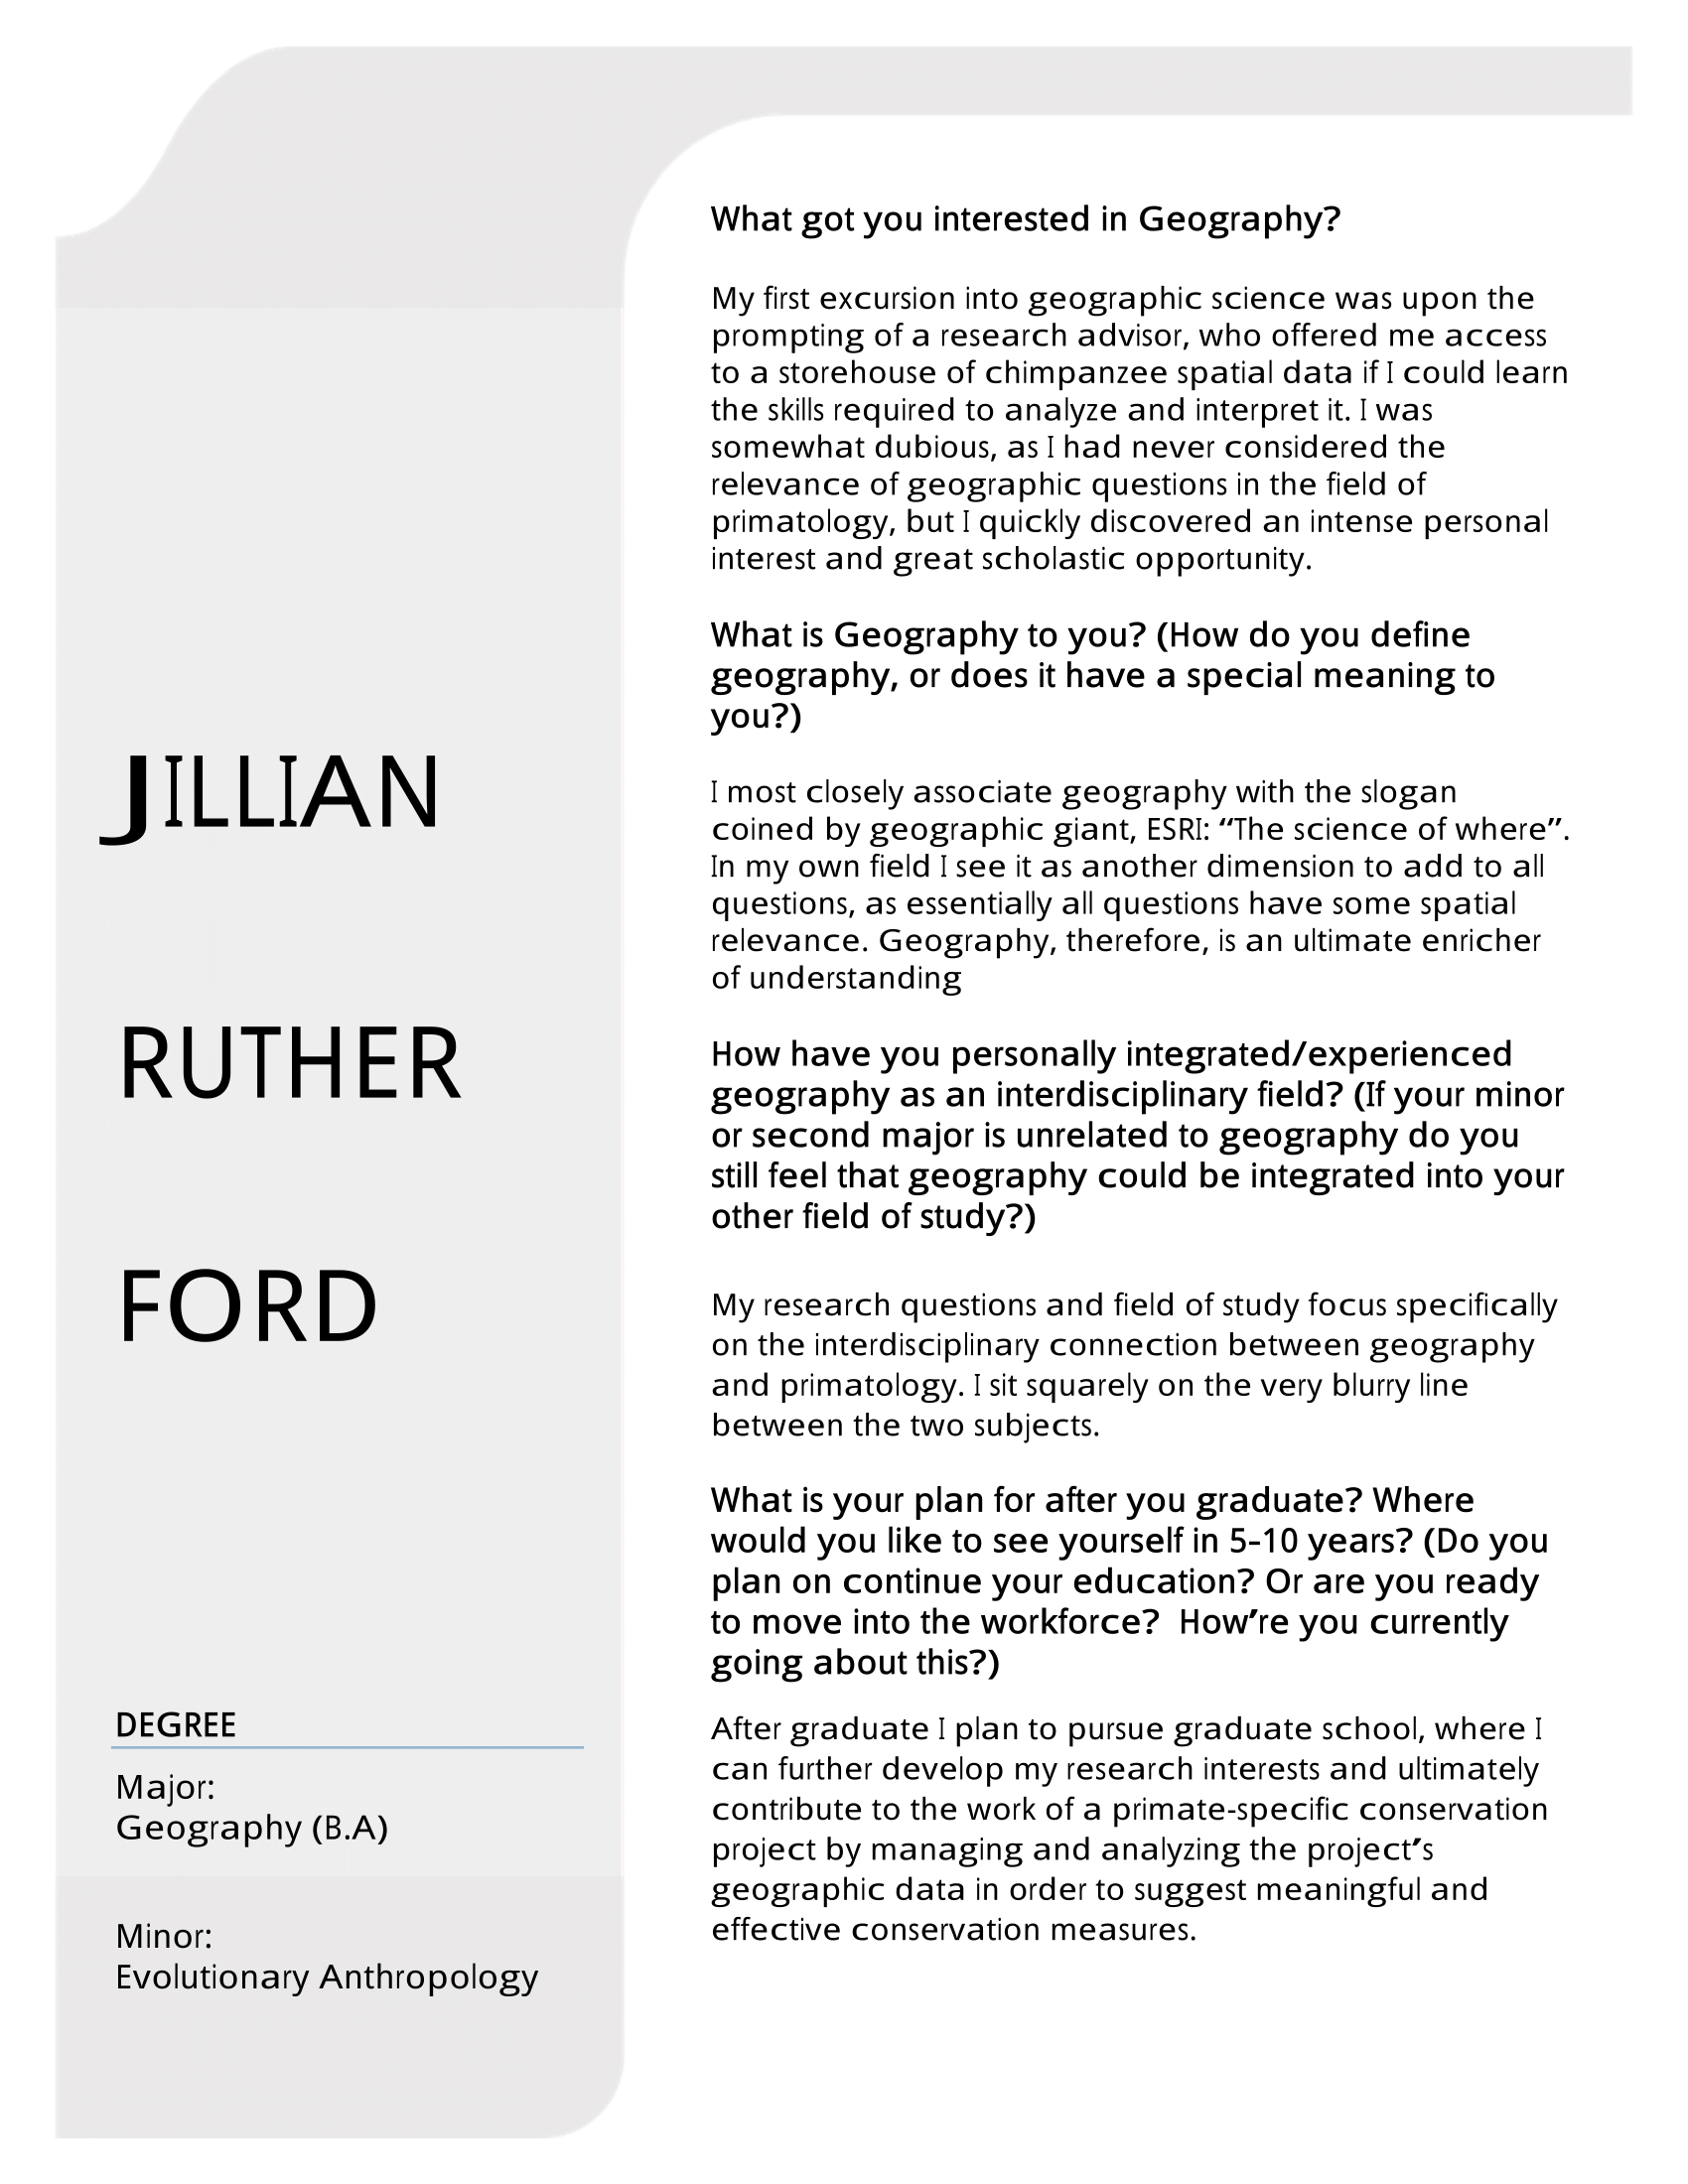 JILLIAN
RUTHER
FORD
DEGREE
Major:
Geography (B.A)
Minor:
Evolutionary Anthropology
What got you interested in Geography?
My first excursion into geographic science was upon the
prompting of a research advisor, who offered me access
to a storehouse of chimpanzee spatial data if I could learn
the skills required to analyze and interpret it. I was
somewhat dubious, as I had never considered the
relevance of geographic questions in the field of
primatology, but I quickly discovered an intense personal
interest and great scholastic opportunity.
What is Geography to you? (How do you define
geography, or does it have a special meaning to
you?)
I most closely associate geography with the slogan
coined by geographic giant, ESRI: “The science of where”.
In my own field I see it as another dimension to add to all
questions, as essentially all questions have some spatial
relevance. Geography, therefore, is an ultimate enricher
of understanding
How have you personally integrated/experienced
geography as an interdisciplinary field? (If your minor
or second major is unrelated to geography do you
still feel that geography could be integrated into your
other field of study?)
My research questions and field of study focus specifically
on the interdisciplinary connection between geography
and primatology. I sit squarely on the very blurry line
between the two subjects.
What is your plan for after you graduate? Where
would you like to see yourself in 5-10 years? (Do you
plan on continue your education? Or are you ready
to move into the workforce?  How’re you currently
going about this?)
After graduate I plan to pursue graduate school, where I
can further develop my research interests and ultimately
contribute to the work of a primate-specific conservation
project by managing and analyzing the project’s
geographic data in order to suggest meaningful and
effective conservation measures.